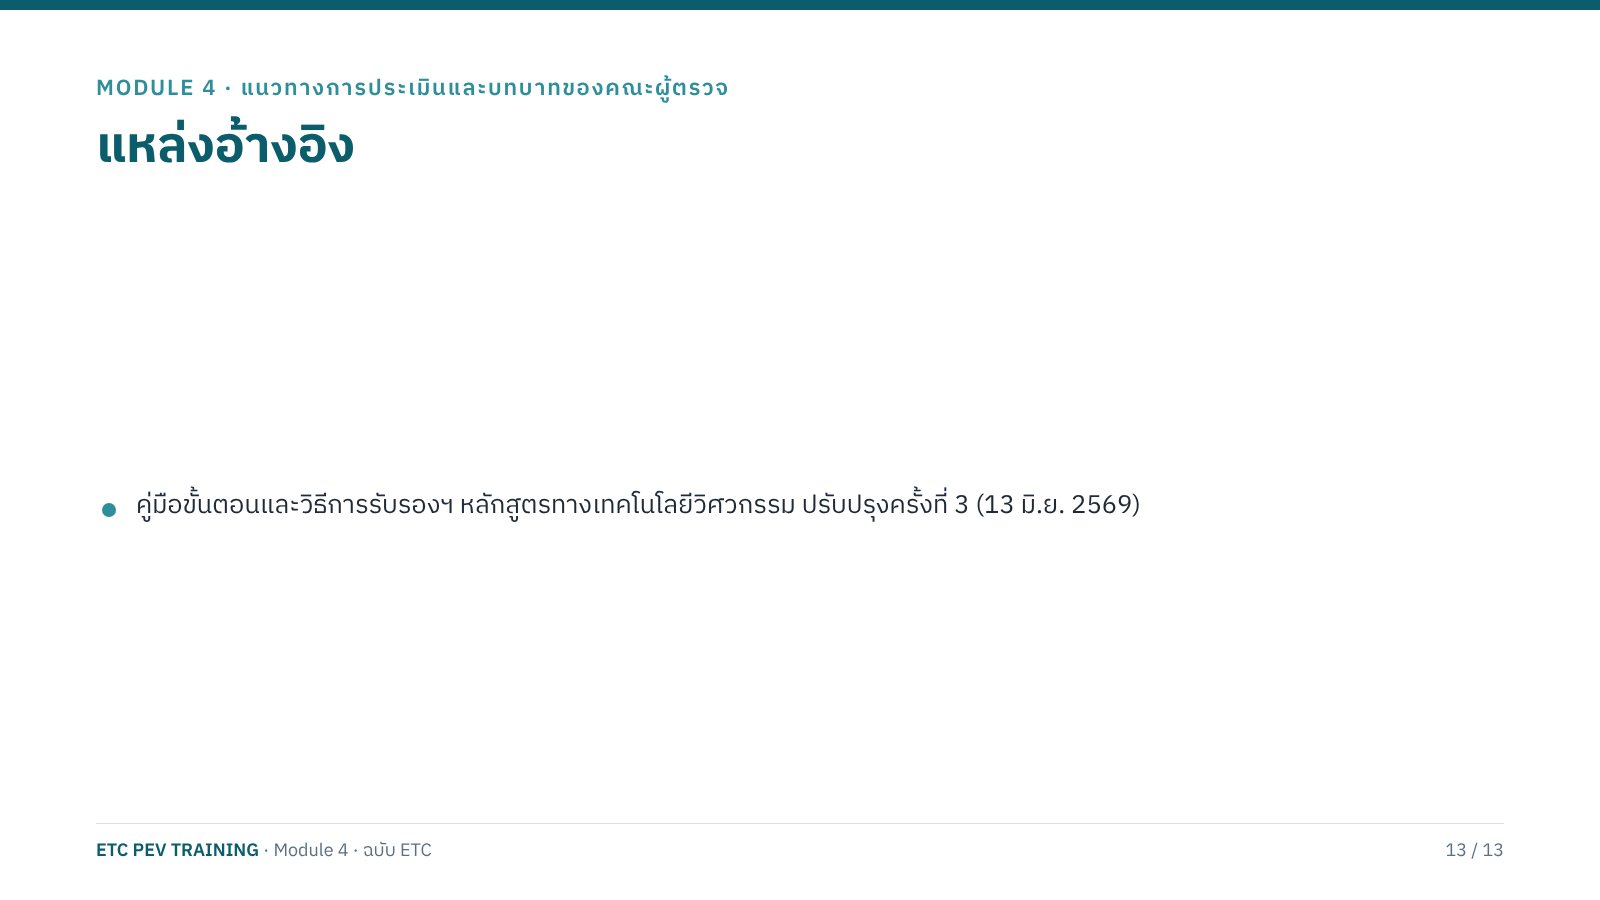 MODULE 4 · แนวทางการประเมินและบทบาทของคณะผู้ตรวจ
แหล่งอ้างอิง
คู่มือขั้นตอนและวิธีการรับรองฯ หลักสูตรทางเทคโนโลยีวิศวกรรม ปรับปรุงครั้งที่ 3 (13 มิ.ย. 2569)
ETC PEV TRAINING · Module 4 · ฉบับ ETC
13 / 13